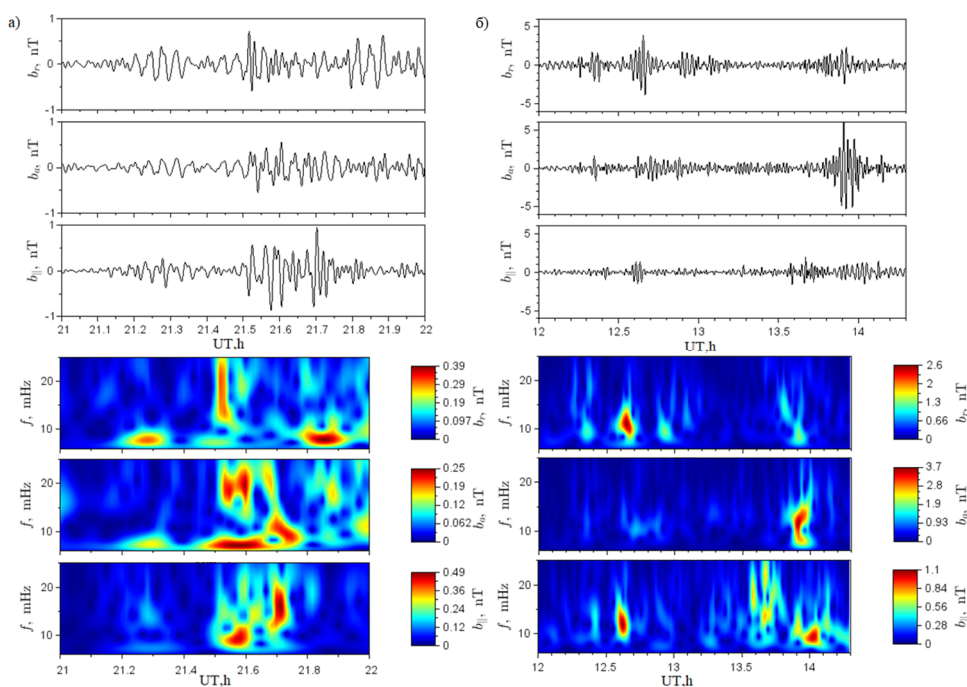 а)
1
0
-1
b_r, nT
1
0
-1
b_α, nT
1
0
-1
b_||, nT
21 21.1 21.2 21.3 21.4 21.5 21.6 21.7 21.8 21.9 22
UT,h
20
10
f, mHz
0.39
0.29
0.19
0.097
0
b_r, nT
20
10
f, mHz
0.25
0.19
0.12
0.062
0
b_α, nT
20
10
f, mHz
0.49
0.36
0.24
0.12
0
b_||, nT
21 21.2 21.4 21.6 21.8 22
UT,h
б)
5
0
-5
b_r, nT
5
0
-5
b_α, nT
5
0
-5
b_||, nT
12 12.5 13 13.5 14
UT,h
20
10
f, mHz
2.6
2
1.3
0.66
0
b_r, nT
20
10
f, mHz
3.7
2.8
1.9
0.93
0
b_α, nT
20
10
f, mHz
1.1
0.84
0.56
0.28
0
b_||, nT
12 12.5 13 13.5 14
UT,h